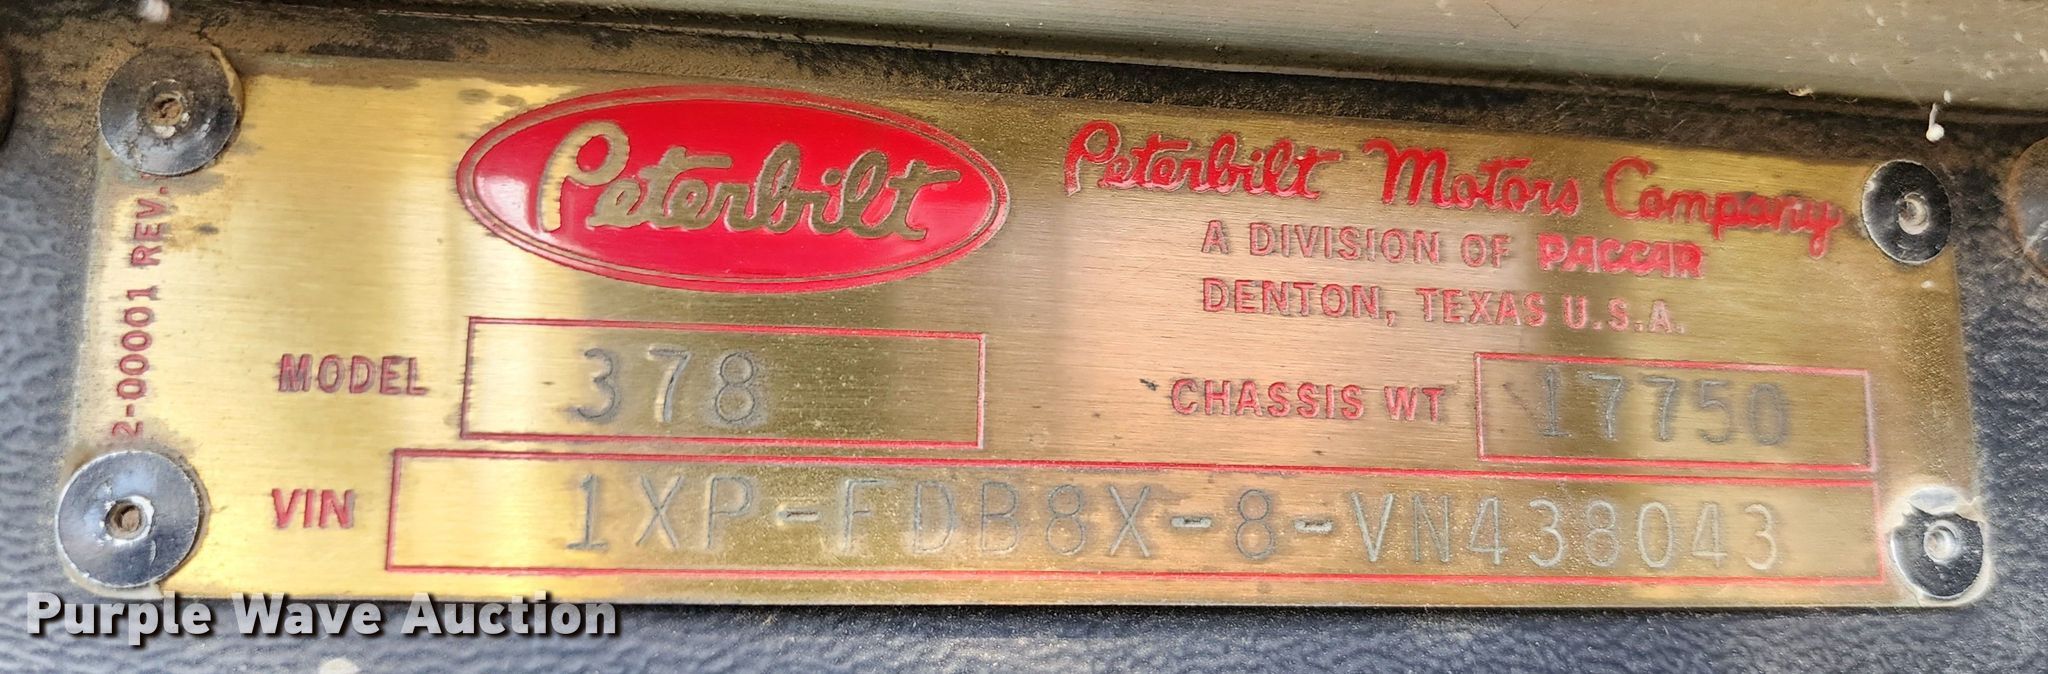 Peterbilt
Peterbilt Motors Company
A DIVISION OF PACCAR
DENTON, TEXAS U.S.A.
MODEL 378
CHASSIS WT 17750
VIN 1XP-FDB8X-8-VN438043
2-00001 REV.
Purple Wave Auction